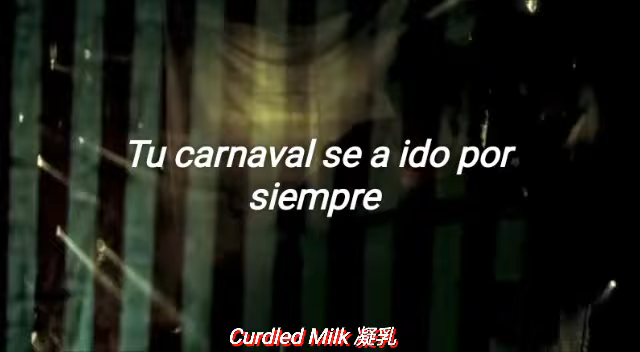 Tu carnaval se a ido por
siempre
Curdled Milk 凝乳